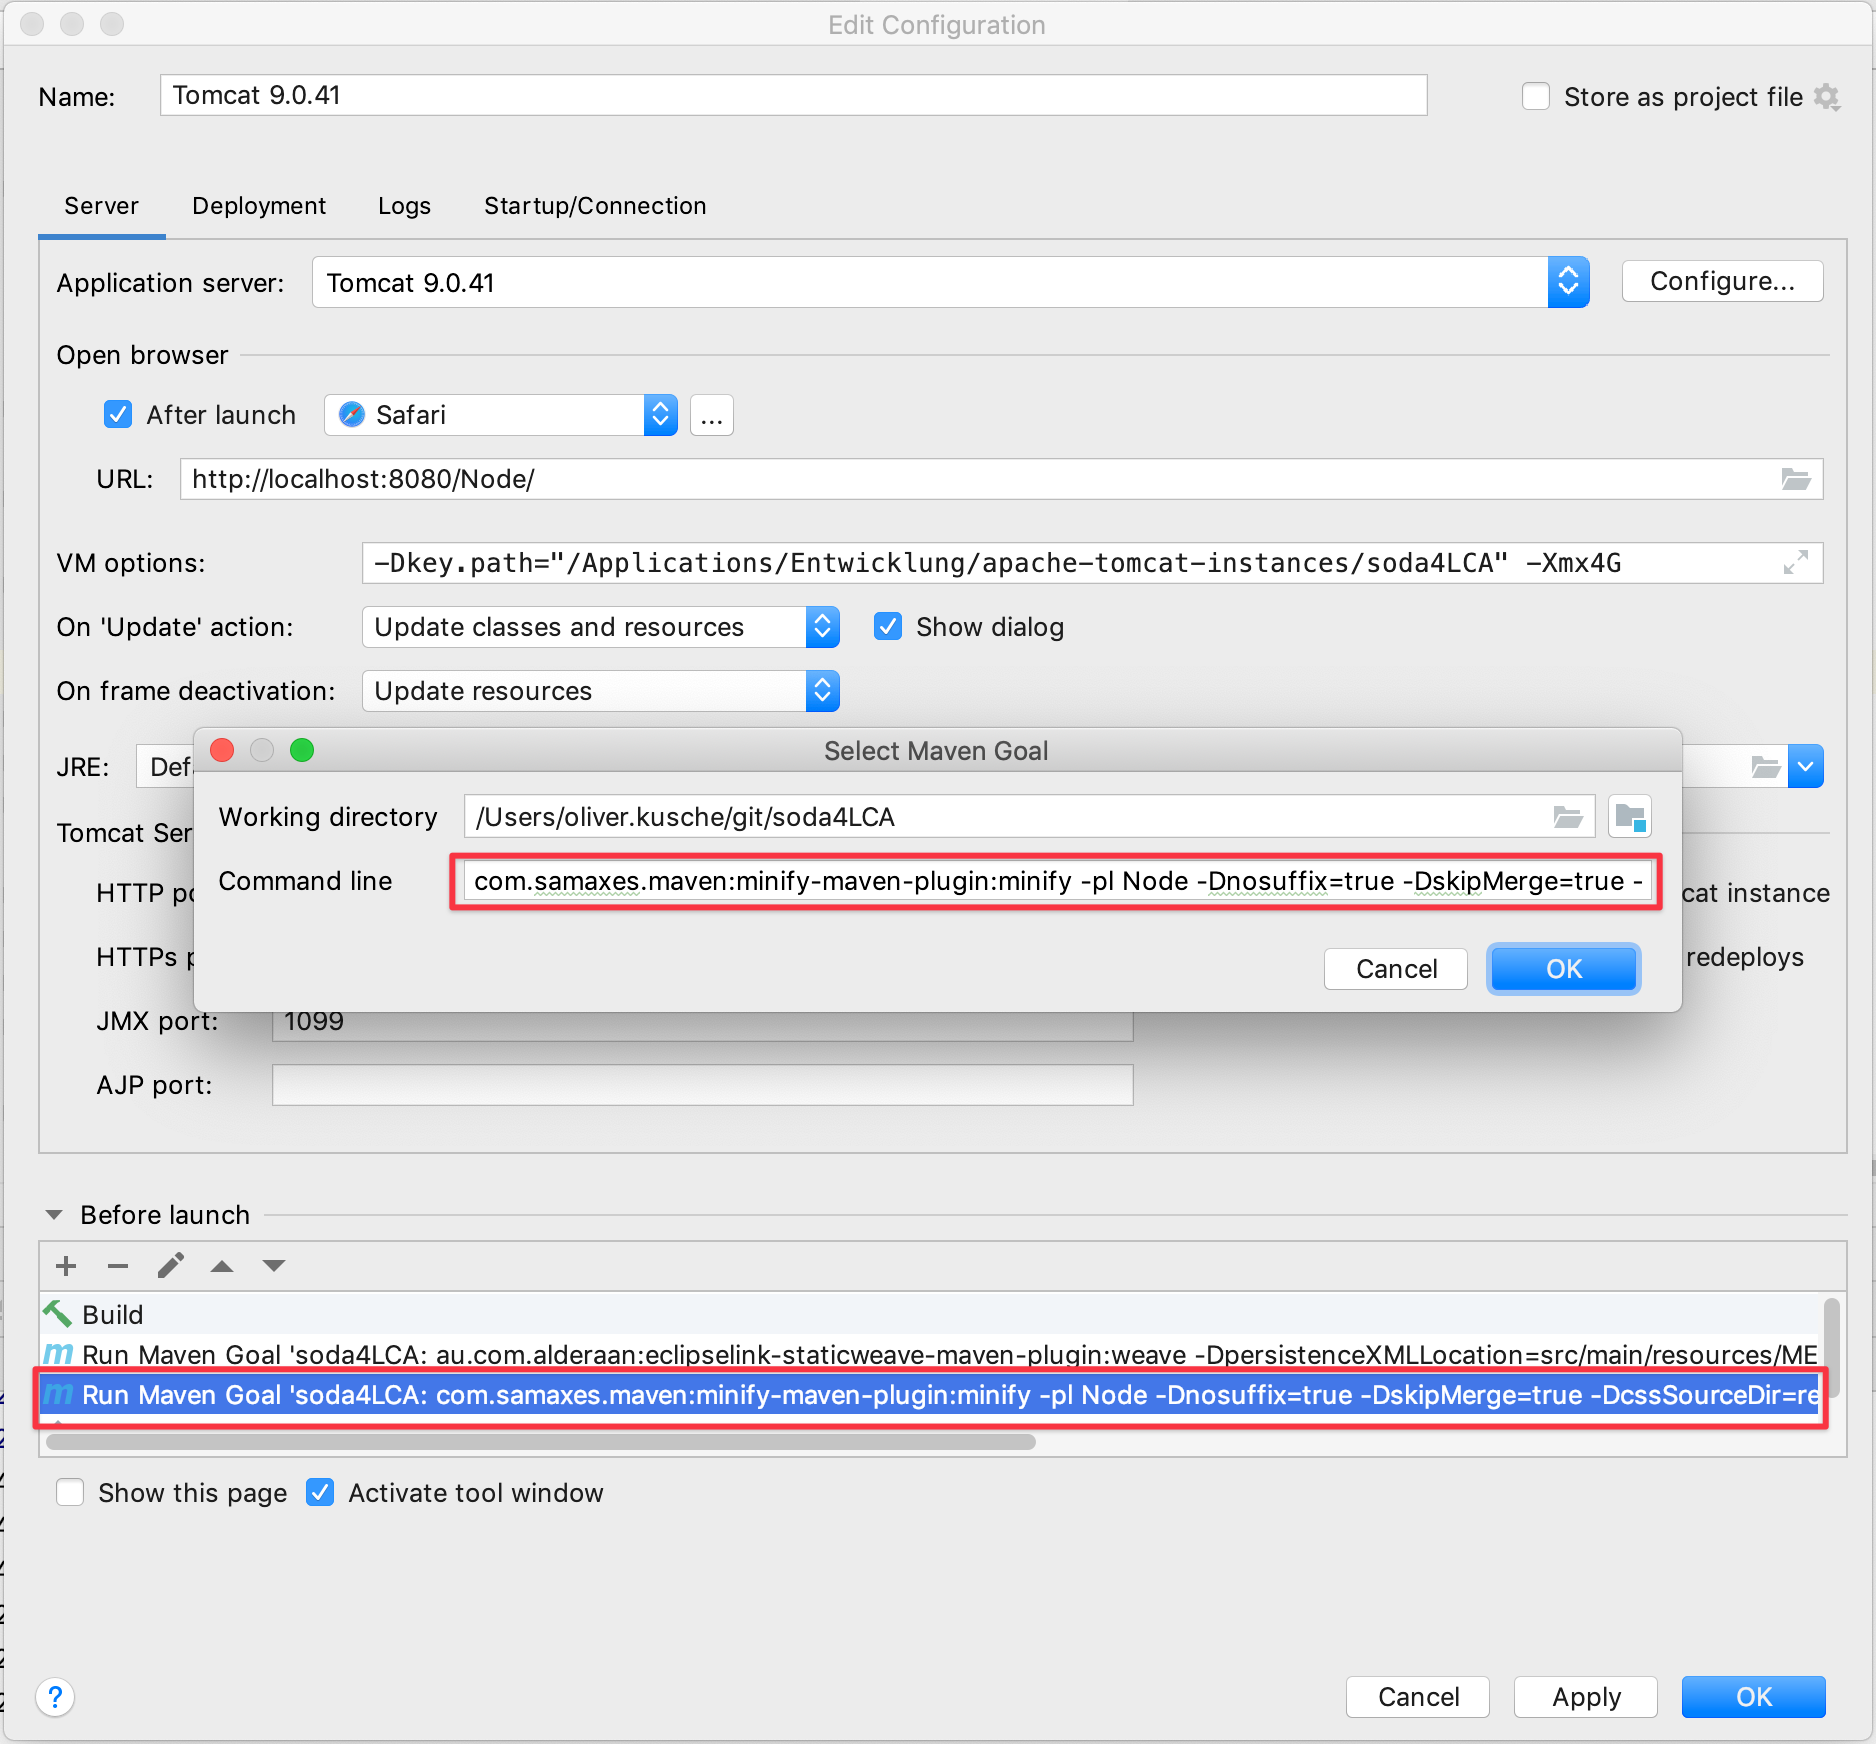 Edit Configuration
Name: Tomcat 9.0.41 Store as project file
Server Deployment Logs Startup/Connection
Application server: Tomcat 9.0.41 Configure...
Open browser
After launch Safari ...
URL: http://localhost:8080/Node/
VM options: -Dkey.path="/Applications/Entwicklung/apache-tomcat-instances/soda4LCA" -Xmx4G
On 'Update' action: Update classes and resources Show dialog
On frame deactivation: Update resources
Select Maven Goal
JRE: Def
Working directory /Users/oliver.kusche/git/soda4LCA
Tomcat Ser
Command line com.samaxes.maven:minify-maven-plugin:minify -pl Node -Dnosuffix=true -DskipMerge=true -
HTTP po cat instance
HTTPs p redeploys
Cancel OK
JMX port: 1099
AJP port:
Before launch
Build
Run Maven Goal 'soda4LCA: au.com.alderaan:eclipselink-staticweave-maven-plugin:weave -DpersistenceXMLLocation=src/main/resources/ME
Run Maven Goal 'soda4LCA: com.samaxes.maven:minify-maven-plugin:minify -pl Node -Dnosuffix=true -DskipMerge=true -DcssSourceDir=re
Show this page Activate tool window
? Cancel Apply OK